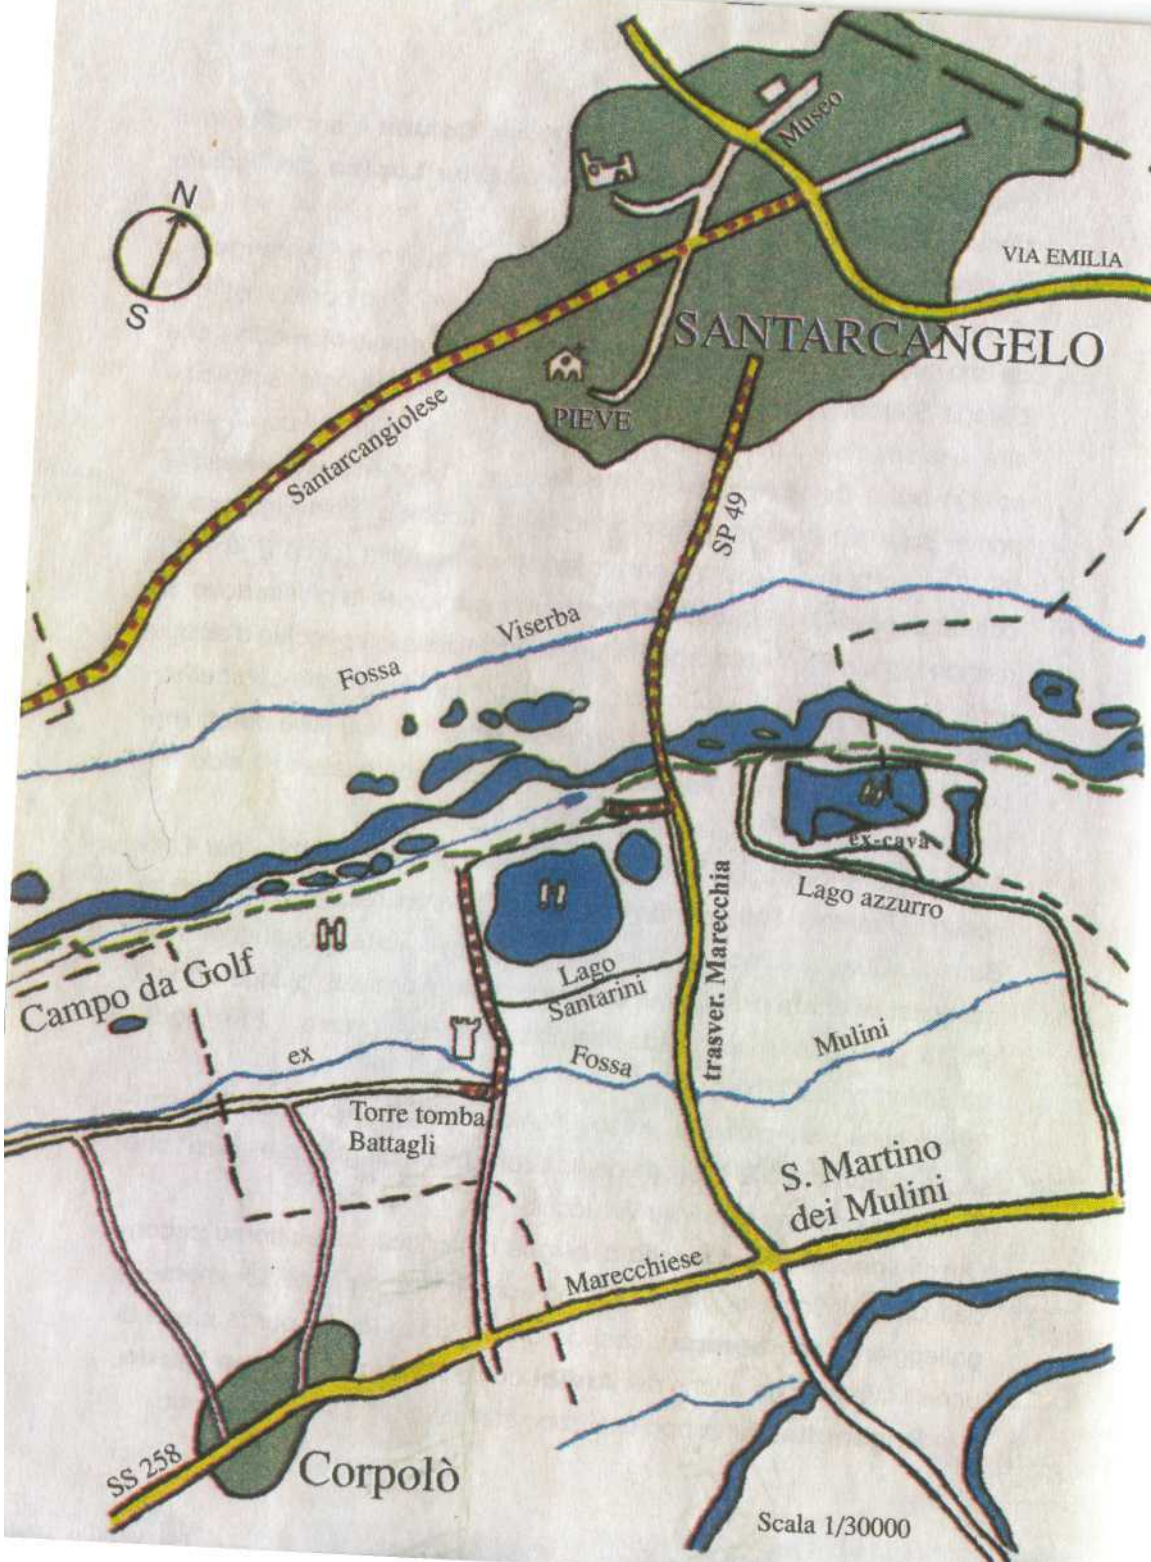 Museo
N
S
VIA EMILIA
SANTARCANGELO
PIEVE
Santarcangiolese
SP 49
Viserba
Fossa
ex-cava
Lago azzurro
trasver. Marecchia
Campo da Golf
Lago
Santarini
ex
Fossa
Mulini
Torre tomba
Battagli
S. Martino
dei Mulini
Marecchiese
SS 258
Corpolò
Scala 1/30000